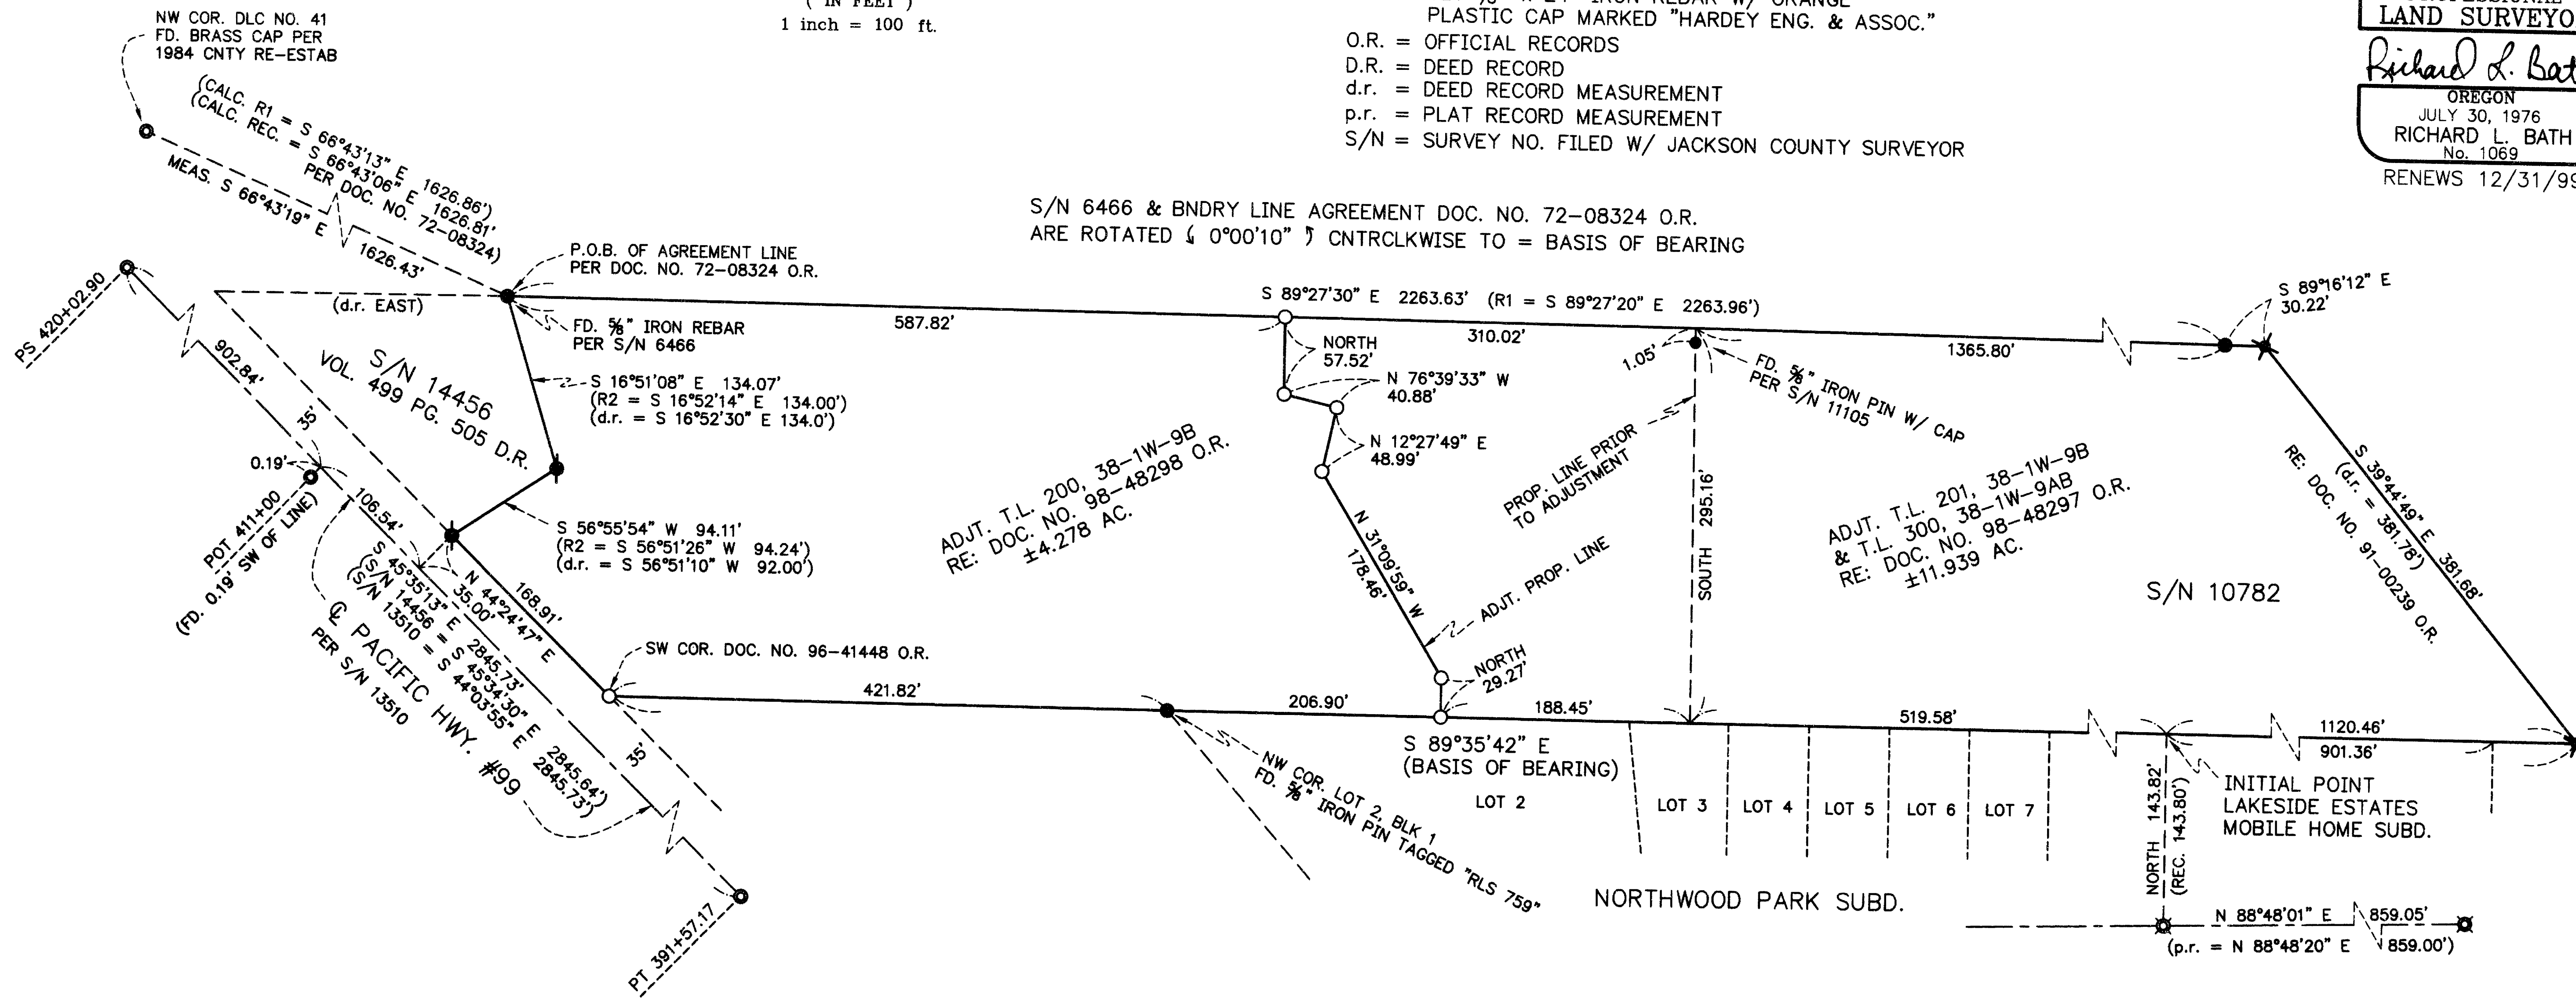 ( IN FEET )
1 inch = 100 ft.
IRON REBAR W/ ORANGE
PLASTIC CAP MARKED "HARDEY ENG. & ASSOC."
O.R. = OFFICIAL RECORDS
D.R. = DEED RECORD
d.r. = DEED RECORD MEASUREMENT
p.r. = PLAT RECORD MEASUREMENT
S/N = SURVEY NO. FILED W/ JACKSON COUNTY SURVEYOR
LAND SURVEYO
Richard L. Bat
OREGON
JULY 30, 1976
RICHARD L. BATH
No. 1069
RENEWS 12/31/99
NW COR. DLC NO. 41
FD. BRASS CAP PER
1984 CNTY RE-ESTAB
(CALC. R1 = S 66°43'13" E 1626.86')
(CALC. REC. = S 66°43'06" E 1626.81'
PER DOC. NO. 72-08324)
MEAS. S 66°43'19" E
1626.43'
S/N 6466 & BNDRY LINE AGREEMENT DOC. NO. 72-08324 O.R.
ARE ROTATED 0°00'10" CNTRCLKWISE TO = BASIS OF BEARING
P.O.B. OF AGREEMENT LINE
PER DOC. NO. 72-08324 O.R.
(d.r. EAST)
FD. 5/8" IRON REBAR
PER S/N 6466
587.82'
S 89°27'30" E 2263.63' (R1 = S 89°27'20" E 2263.96')
310.02'
1365.80'
S 89°16'12" E
30.22'
PS 420+02.90
902.84'
35'
S/N 14456
VOL. 499 PG. 505 D.R.
S 16°51'08" E 134.07'
(R2 = S 16°52'14" E 134.00')
(d.r. = S 16°52'30" E 134.0')
NORTH
57.52'
N 76°39'33" W
40.88'
N 12°27'49" E
48.99'
1.05'
FD. 5/8" IRON PIN W/ CAP
PER S/N 11105
PROP. LINE PRIOR
TO ADJUSTMENT
SOUTH 295.16'
N 31°09'59" W
178.46'
ADJT. PROP. LINE
NORTH
29.27'
ADJT. T.L. 200, 38-1W-9B
RE: DOC. NO. 98-48298 O.R.
±4.278 AC.
ADJT. T.L. 201, 38-1W-9B
& T.L. 300, 38-1W-9AB
RE: DOC. NO. 98-48297 O.R.
±11.939 AC.
S/N 10782
S 39°44'49" E 381.68'
(d.r. = 381.78')
RE: DOC. NO. 91-00239 O.R.
0.19'
POT 411+00
(FD. 0.19' SW OF LINE)
106.54'
S 56°55'54" W 94.11'
(R2 = S 56°51'26" W 94.24')
(d.r. = S 56°51'10" W 92.00')
168.91'
N 44°24'47" E
35.00'
S 45°35'13" E 2845.73'
(S/N 14456 = S 45°34'30" E 2845.64')
(S/N 13510 = S 44°03'55" E 2845.73')
℄ PACIFIC HWY. #99
PER S/N 13510
35'
PT 391+57.17
SW COR. DOC. NO. 96-41448 O.R.
421.82'
206.90'
188.45'
519.58'
1120.46'
901.36'
S 89°35'42" E
(BASIS OF BEARING)
NW COR. LOT 2, BLK 1
FD. 5/8" IRON PIN TAGGED "RLS 759"
LOT 2
LOT 3
LOT 4
LOT 5
LOT 6
LOT 7
NORTHWOOD PARK SUBD.
NORTH 143.82'
(REC. 143.80')
INITIAL POINT
LAKESIDE ESTATES
MOBILE HOME SUBD.
N 88°48'01" E 859.05'
(p.r. = N 88°48'20" E 859.00')